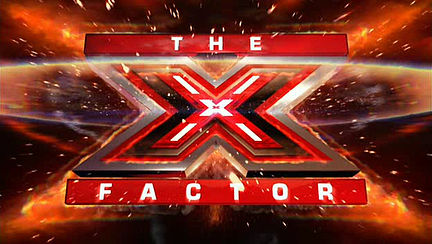 THE
X
FACTOR